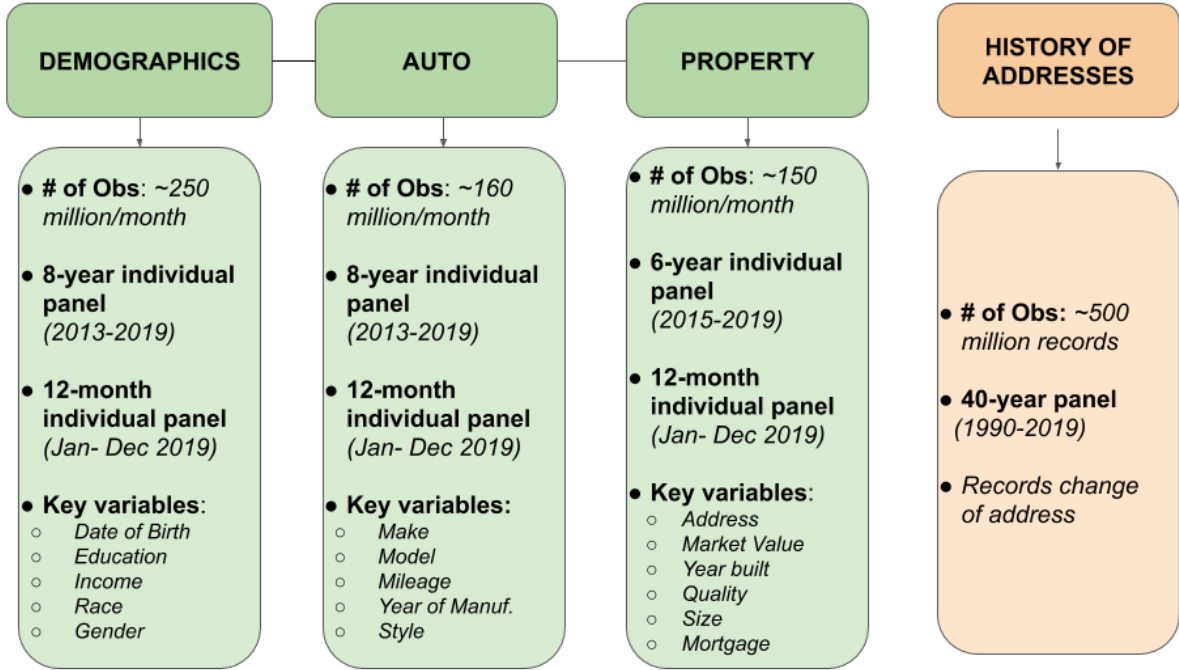 DEMOGRAPHICS
● # of Obs: ~250
million/month
● 8-year individual
panel
(2013-2019)
● 12-month
individual panel
(Jan- Dec 2019)
● Key variables:
○ Date of Birth
○ Education
○ Income
○ Race
○ Gender
AUTO
● # of Obs: ~160
million/month
● 8-year individual
panel
(2013-2019)
● 12-month
individual panel
(Jan- Dec 2019)
● Key variables:
○ Make
○ Model
○ Mileage
○ Year of Manuf.
○ Style
PROPERTY
● # of Obs: ~150
million/month
● 6-year individual
panel
(2015-2019)
● 12-month
individual panel
(Jan- Dec 2019)
● Key variables:
○ Address
○ Market Value
○ Year built
○ Quality
○ Size
○ Mortgage
HISTORY OF
ADDRESSES
● # of Obs: ~500
million records
● 40-year panel
(1990-2019)
● Records change
of address